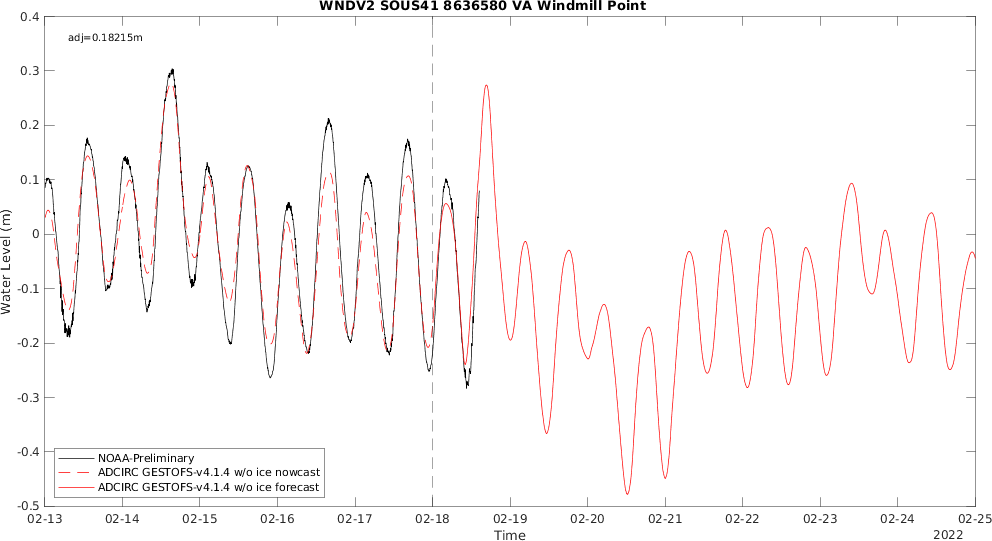 WNDV2 SOUS41 8636580 VA Windmill Point
adj=0.18215m
0.4
0.3
0.2
0.1
0
-0.1
-0.2
-0.3
-0.4
-0.5
Water Level (m)
NOAA-Preliminary
ADCIRC GESTOFS-v4.1.4 w/o ice nowcast
ADCIRC GESTOFS-v4.1.4 w/o ice forecast
02-13 02-14 02-15 02-16 02-17 02-18 02-19 02-20 02-21 02-22 02-23 02-24 02-25
Time
2022